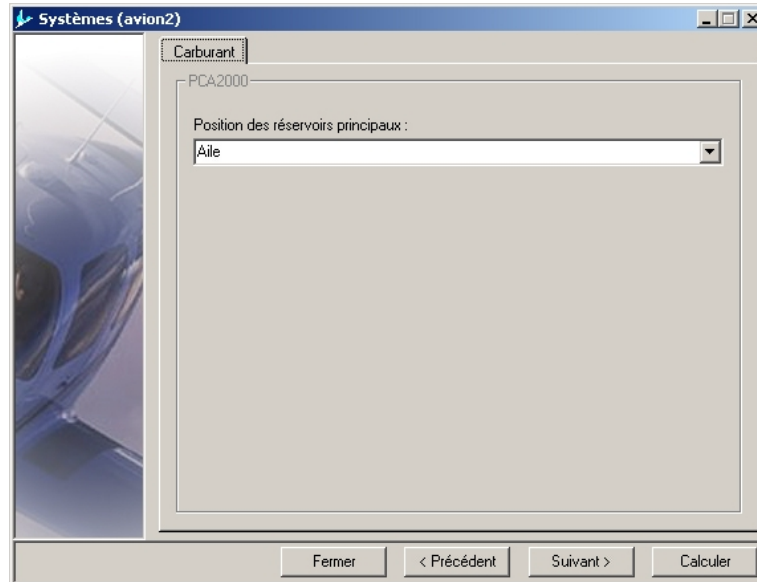 Systèmes (avion2)
Carburant
PCA2000
Position des réservoirs principaux :
Aile
Fermer
< Précédent
Suivant >
Calculer